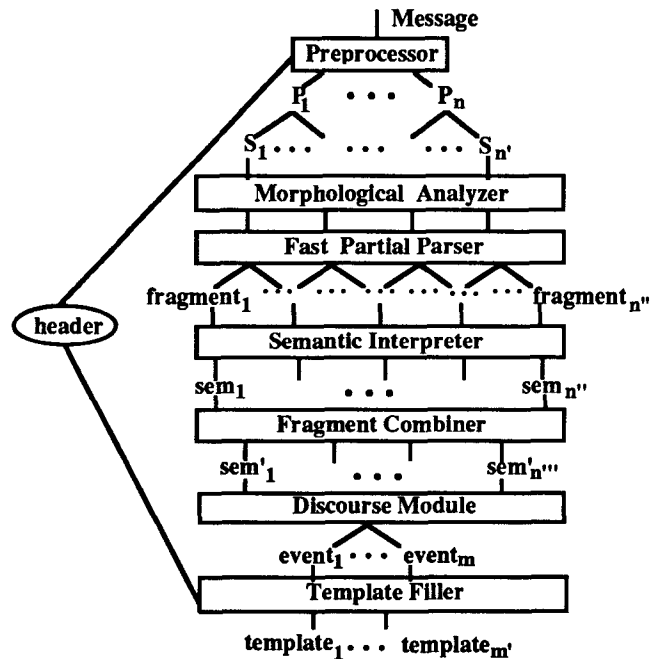 Message
Preprocessor
P1 ... Pn
S1 .... ... ... .... Sn'
Morphological Analyzer
Fast Partial Parser
fragment1 .... ... ... ... .... fragmentn''
header
Semantic Interpreter
sem1 ... semn''
Fragment Combiner
sem'1 ... sem'n'''
Discourse Module
event1 ... eventm
Template Filler
template1 ... templatem'